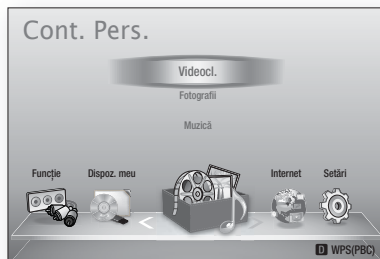 Cont. Pers.
Videocl.
Fotografii
Muzică
Funcţie Dispoz. meu Internet Setări
D WPS(PBC)